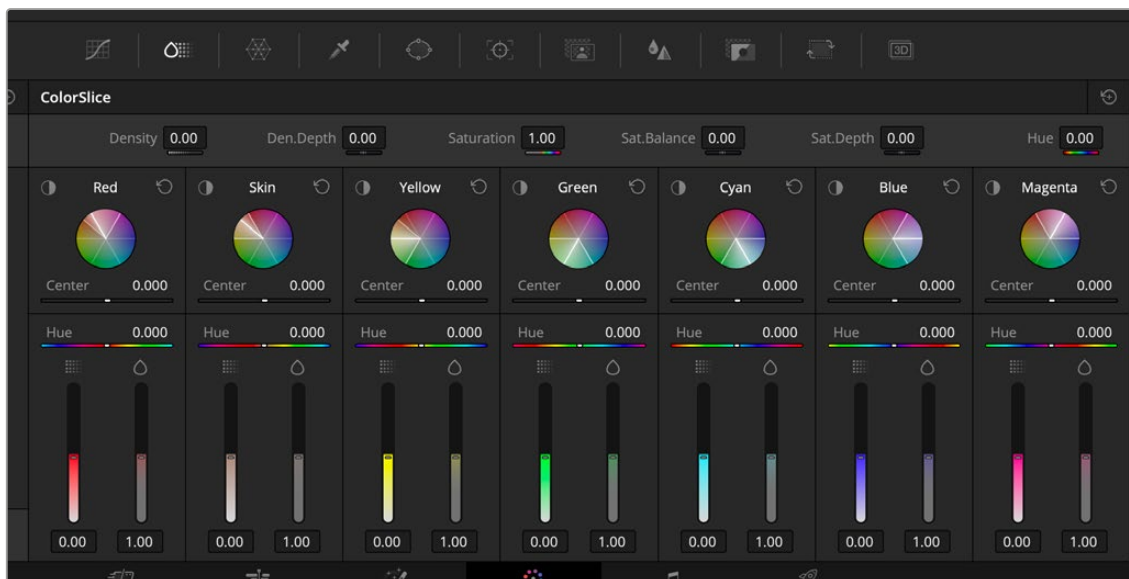 3D
ColorSlice
Density 0.00 Den.Depth 0.00 Saturation 1.00 Sat.Balance 0.00 Sat.Depth 0.00 Hue 0.00
Red Skin Yellow Green Cyan Blue Magenta
Center 0.000 Center 0.000 Center 0.000 Center 0.000 Center 0.000 Center 0.000 Center 0.000
Hue 0.000 Hue 0.000 Hue 0.000 Hue 0.000 Hue 0.000 Hue 0.000 Hue 0.000
0.00 1.00 0.00 1.00 0.00 1.00 0.00 1.00 0.00 1.00 0.00 1.00 0.00 1.00